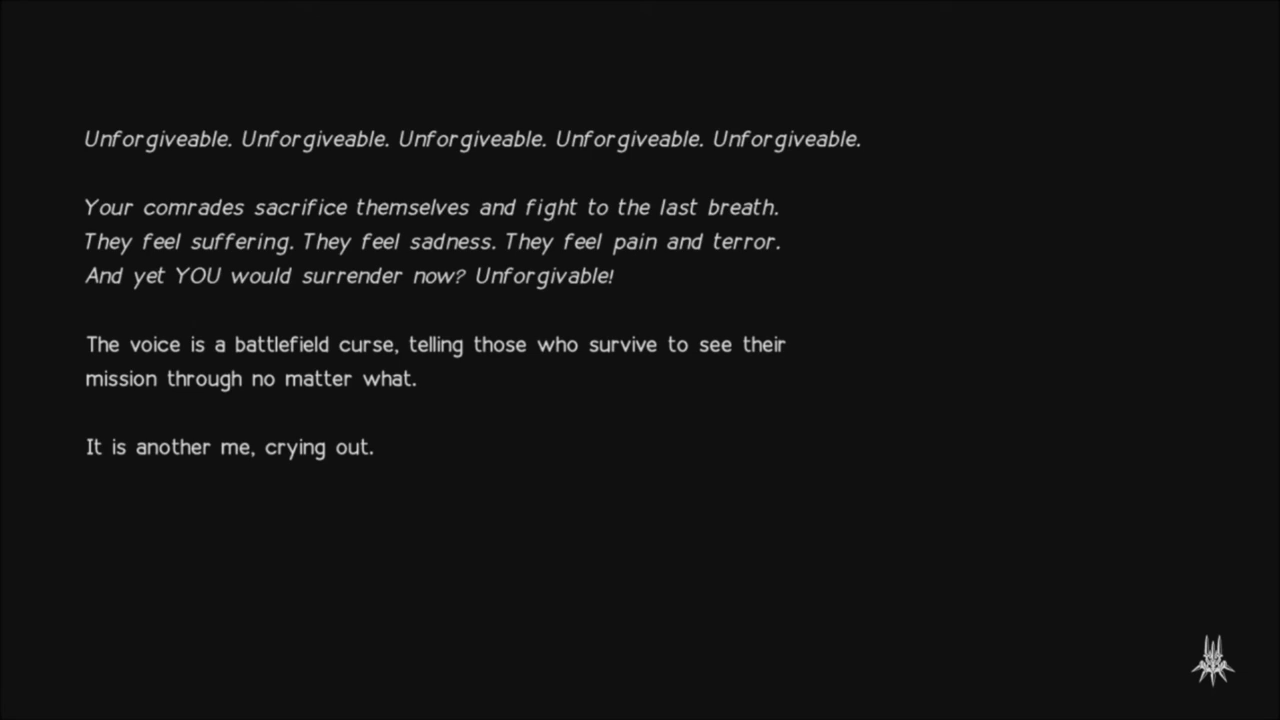 Unforgiveable. Unforgiveable. Unforgiveable. Unforgiveable. Unforgiveable.
Your comrades sacrifice themselves and fight to the last breath.
They feel suffering. They feel sadness. They feel pain and terror.
And yet YOU would surrender now? Unforgivable!
The voice is a battlefield curse, telling those who survive to see their
mission through no matter what.
It is another me, crying out.